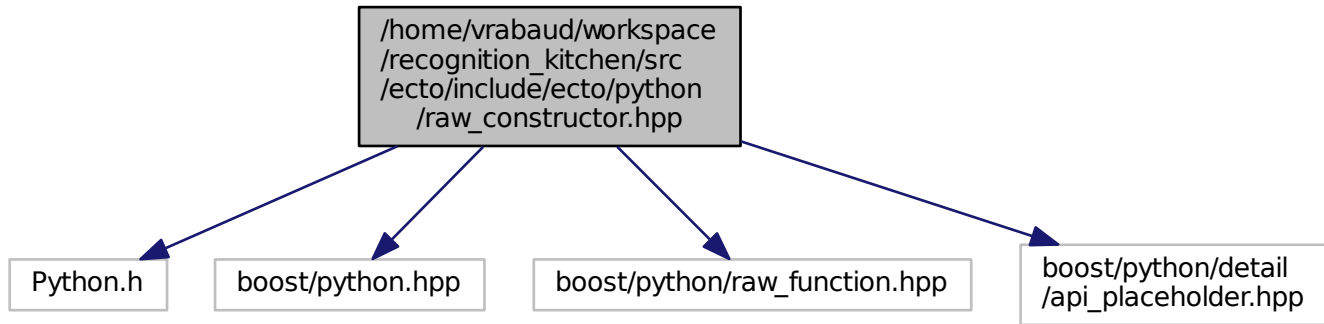 /home/vrabaud/workspace
/recognition_kitchen/src
/ecto/include/ecto/python
/raw_constructor.hpp
Python.h
boost/python.hpp
boost/python/raw_function.hpp
boost/python/detail
/api_placeholder.hpp